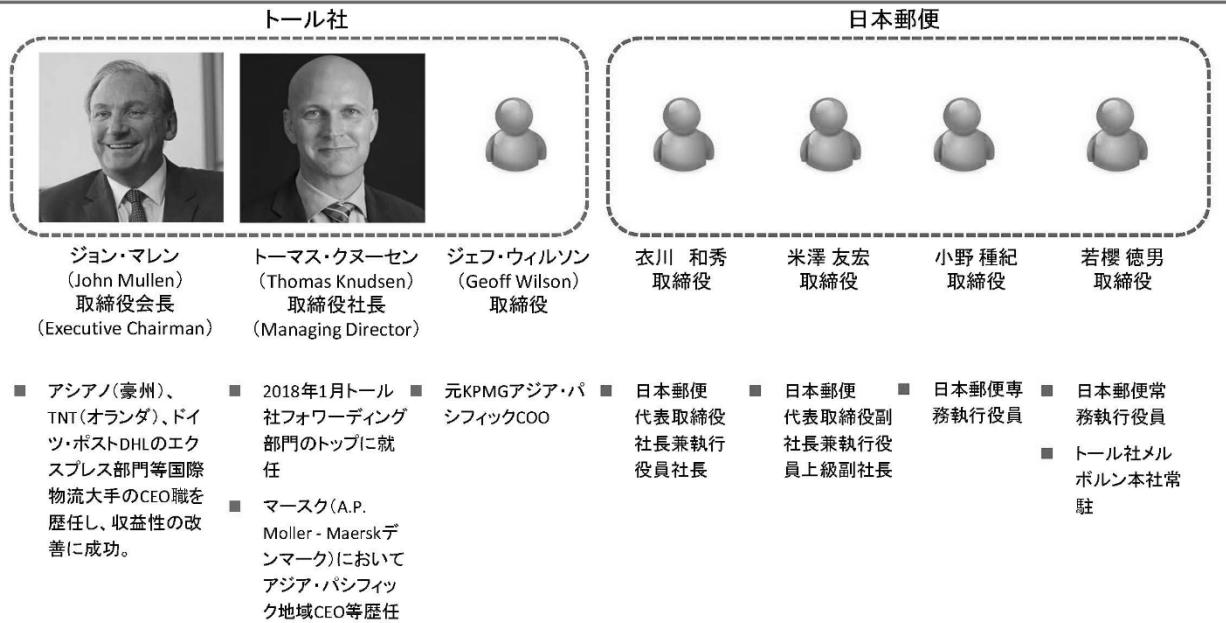 トール社
日本郵便
ジョン・マレン
(John Mullen)
取締役会長
(Executive Chairman)
トーマス・クヌーセン
(Thomas Knudsen)
取締役社長
(Managing Director)
ジェフ・ウィルソン
(Geoff Wilson)
取締役
衣川 和秀
取締役
米澤 友宏
取締役
小野 種紀
取締役
若櫻 徳男
取締役
■ アシアノ(豪州)、
TNT(オランダ)、ドイ
ツ・ポストDHLのエク
スプレス部門等国際
物流大手のCEO職を
歴任し、収益性の改
善に成功。
■ 2018年1月トール
社フォワーディング
部門のトップに就
任
■ マースク(A.P.
Moller - Maerskデ
ンマーク)において
アジア・パシフィッ
ク地域CEO等歴任
■ 元KPMGアジア・パ
シフィックCOO
■ 日本郵便
代表取締役
社長兼執行
役員社長
■ 日本郵便
代表取締役副
社長兼執行役
員上級副社長
■ 日本郵便専
務執行役員
■ 日本郵便常
務執行役員
■ トール社メル
ボルン本社常
駐